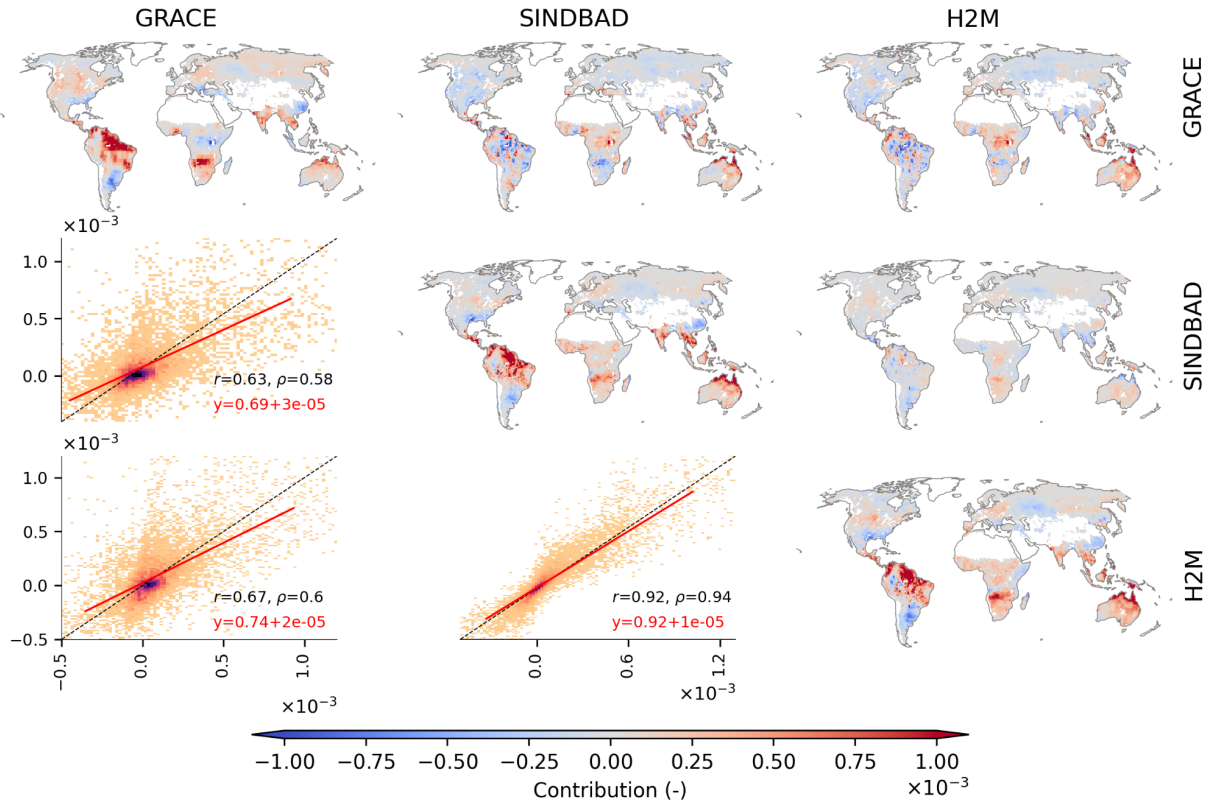 GRACE
SINDBAD
H2M
GRACE
×10⁻³
1.0
0.5
0.0
r=0.63, ρ=0.58
y=0.69+3e-05
SINDBAD
×10⁻³
1.0
0.5
0.0
−0.5
r=0.67, ρ=0.6
y=0.74+2e-05
−0.5
0.0
0.5
1.0
×10⁻³
r=0.92, ρ=0.94
y=0.92+1e-05
0.0
0.6
1.2
×10⁻³
H2M
−1.00 −0.75 −0.50 −0.25 0.00 0.25 0.50 0.75 1.00
×10⁻³
Contribution (-)